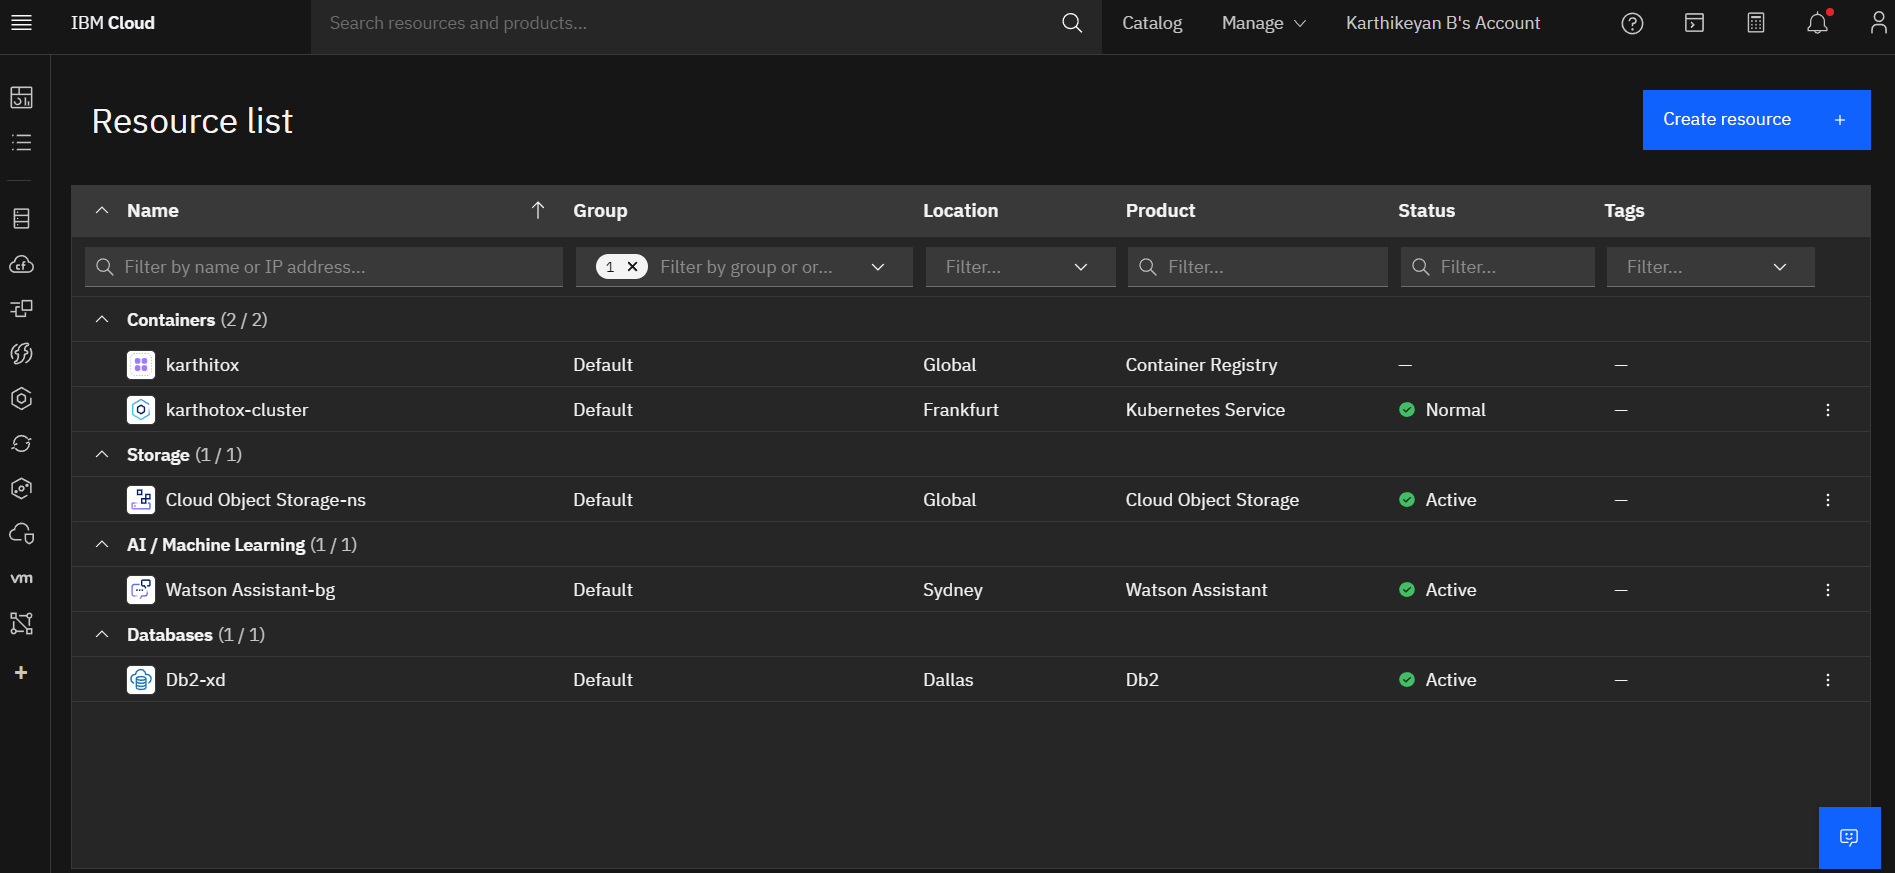 IBM Cloud Search resources and products... Catalog Manage Karthikeyan B's Account
Resource list
Create resource +
Name Group Location Product Status Tags
Filter by name or IP address... 1 Filter by group or or... Filter... Filter... Filter... Filter...
Containers (2 / 2)
karthitox Default Global Container Registry — —
karthotox-cluster Default Frankfurt Kubernetes Service Normal —
Storage (1 / 1)
Cloud Object Storage-ns Default Global Cloud Object Storage Active —
AI / Machine Learning (1 / 1)
Watson Assistant-bg Default Sydney Watson Assistant Active —
vm
Databases (1 / 1)
Db2-xd Default Dallas Db2 Active —